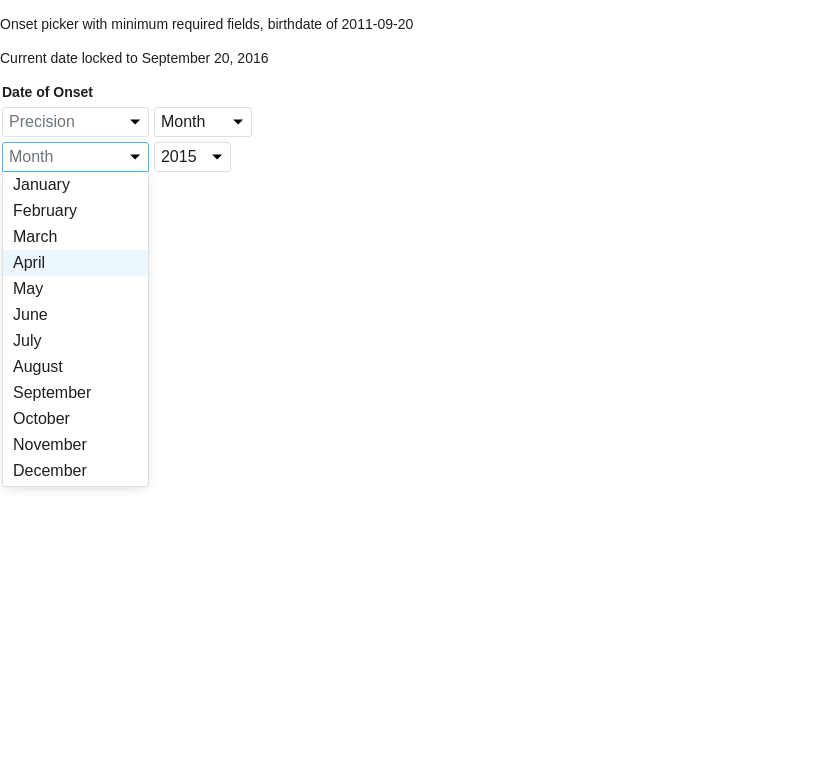 Onset picker with minimum required fields, birthdate of 2011-09-20
Current date locked to September 20, 2016
Date of Onset
Precision Month
Month 2015
January
February
March
April
May
June
July
August
September
October
November
December